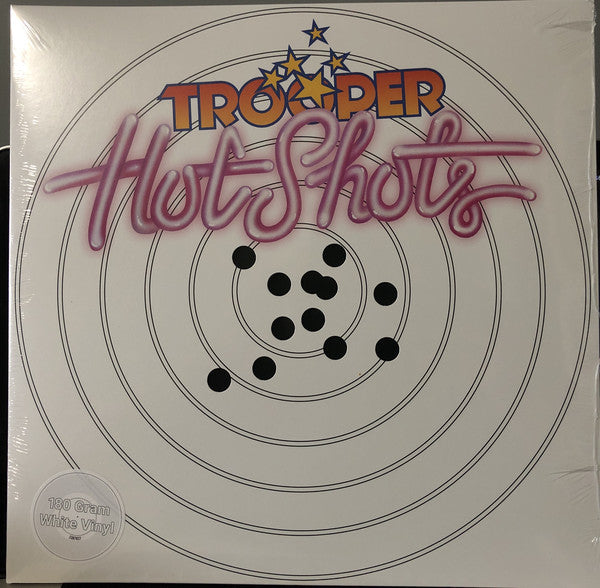 TROOPER
Hot Shots
180 Gram
White Vinyl